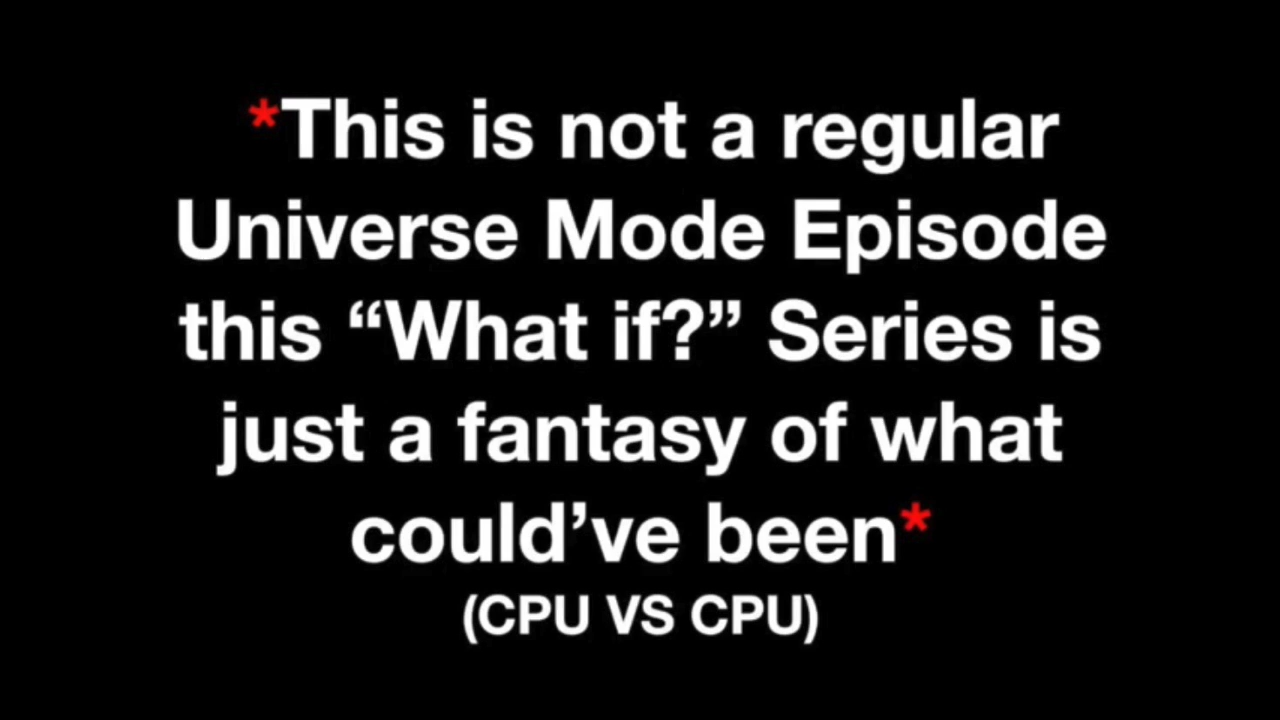 *This is not a regular
Universe Mode Episode
this “What if?” Series is
just a fantasy of what
could’ve been*
(CPU VS CPU)